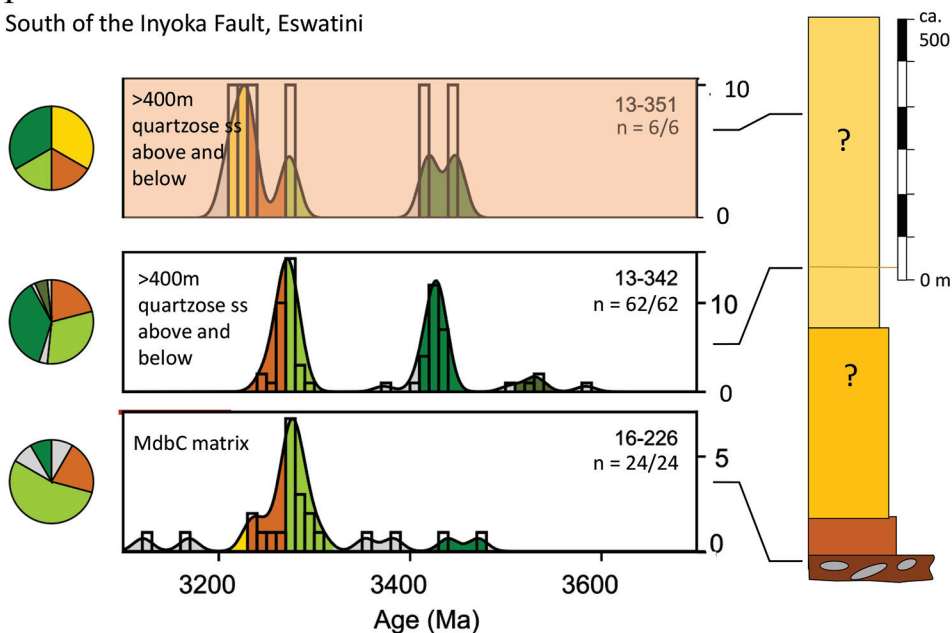 South of the Inyoka Fault, Eswatini
ca.
500
>400m
quartzose ss
above and
below
13-351
n = 6/6
10
0
?
>400m
quartzose ss
above and
below
13-342
n = 62/62
10
0
0 m
?
MdbC matrix
16-226
n = 24/24
5
0
3200
3400
3600
Age (Ma)